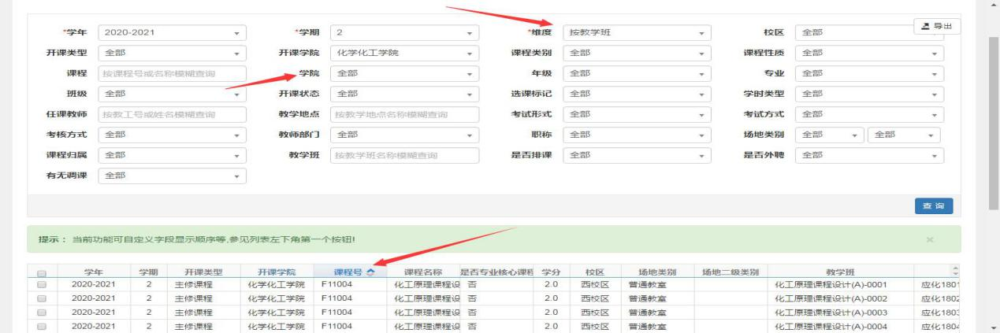 导出
*学年 2020-2021 *学期 2 *维度 按教学班 校区 全部
开课类型 全部 开课学院 化学化工学院 课程类别 全部 课程性质 全部
课程 按课程号或名称模糊查询 学院 全部 年级 全部 专业 全部
班级 全部 开课状态 全部 选课标记 全部 学时类型 全部
任课教师 按教工号或姓名模糊查询 教学地点 按教学地点名称模糊查询 考试形式 全部 考试方式 全部
考核方式 全部 教师部门 全部 职称 全部 场地类别 全部 全部
课程归属 全部 教学班 按教学班名称模糊查询 是否排课 全部 是否外聘 全部
有无调课 全部
查询
提示： 当前功能可自定义字段显示顺序等,参见列表左下角第一个按钮! ×
学年 学期 开课类型 开课学院 课程号 课程名称 是否专业核心课程 学分 校区 场地类别 场地二级类别 教学班
2020-2021 2 主修课程 化学化工学院 F11004 化工原理课程设 否 2.0 西校区 普通教室 化工原理课程设计(A)-0001 应化1801
2020-2021 2 主修课程 化学化工学院 F11004 化工原理课程设 否 2.0 西校区 普通教室 化工原理课程设计(A)-0002 应化1802
2020-2021 2 主修课程 化学化工学院 F11004 化工原理课程设 否 2.0 西校区 普通教室 化工原理课程设计(A)-0003 应化1803
2020-2021 2 主修课程 化学化工学院 F11004 化工原理课程设 否 2.0 西校区 普通教室 化工原理课程设计(A)-0004 应化1804